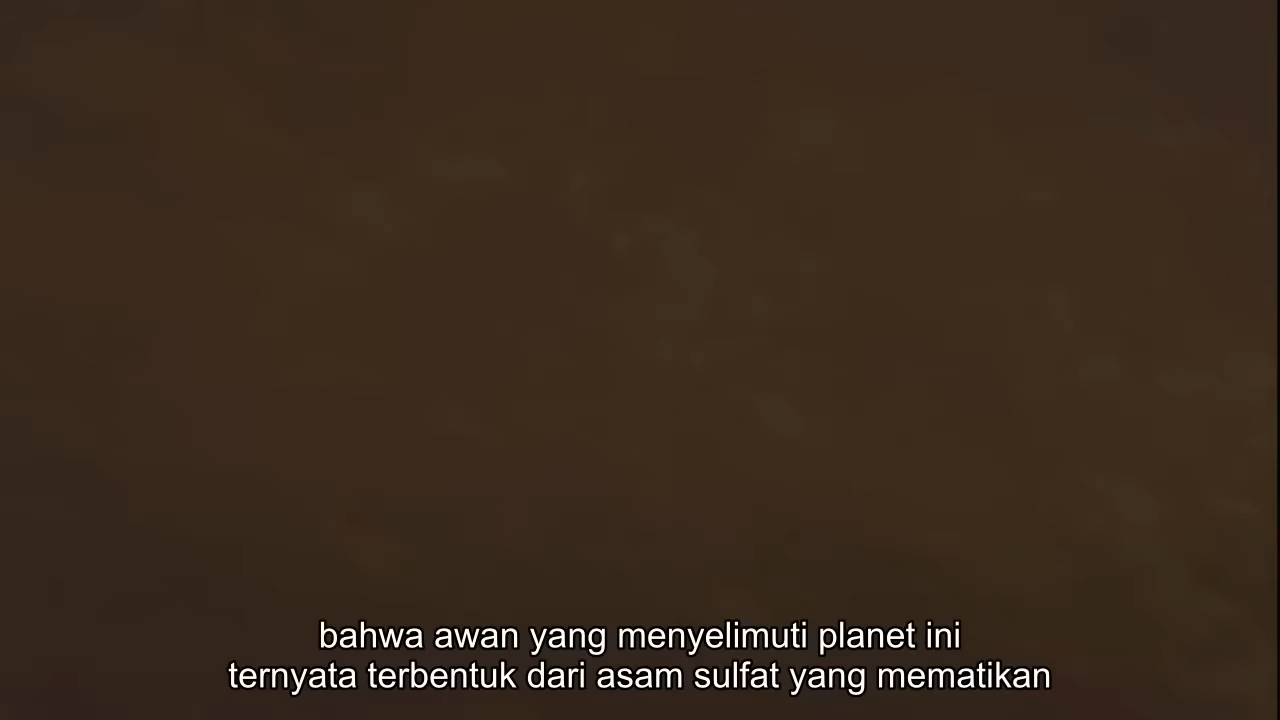 bahwa awan yang menyelimuti planet ini
ternyata terbentuk dari asam sulfat yang mematikan